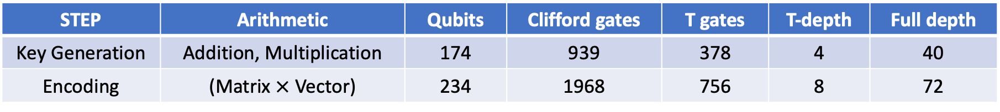 STEP Arithmetic Qubits Clifford gates T gates T-depth Full depth
Key Generation Addition, Multiplication 174 939 378 4 40
Encoding (Matrix × Vector) 234 1968 756 8 72